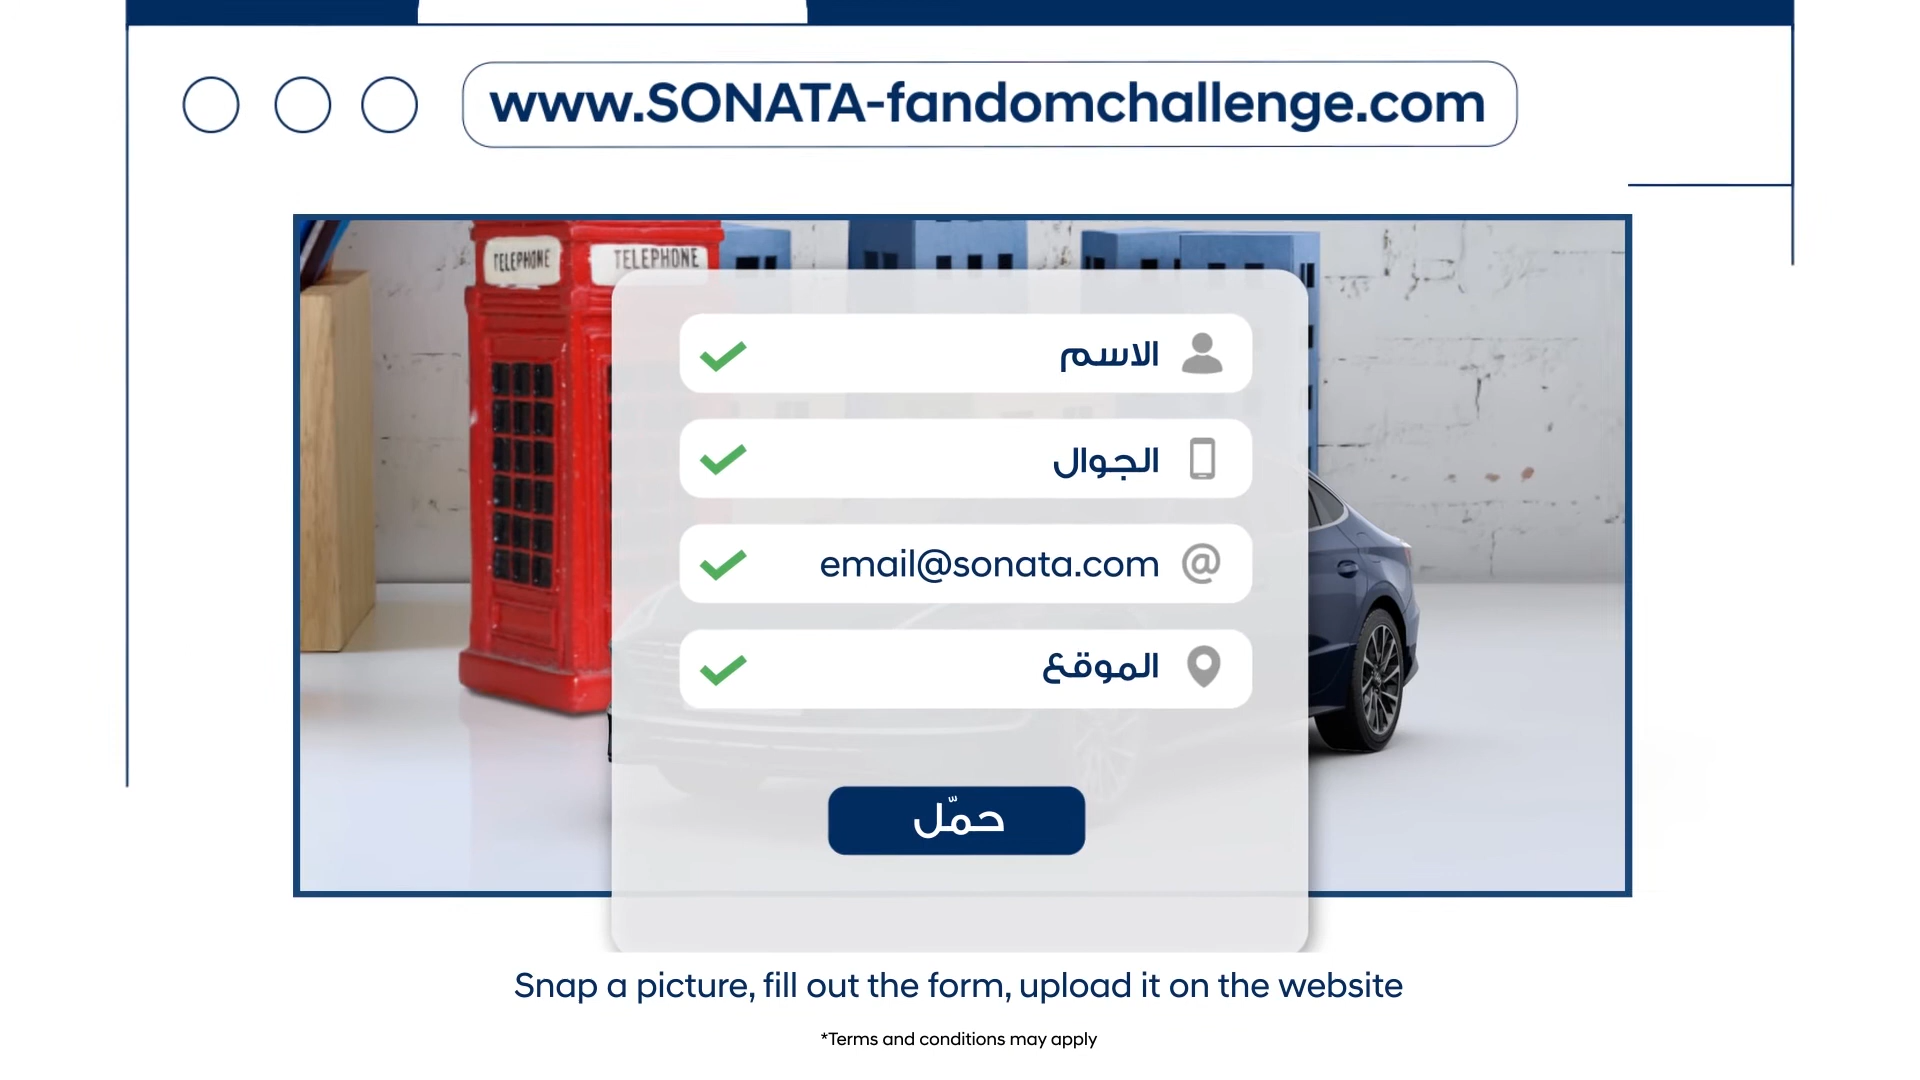 www.SONATA-fandomchallenge.com
TELEPHONE TELEPHONE
الاسم
الجوال
email@sonata.com @
الموقع
حمّل
Snap a picture, fill out the form, upload it on the website
*Terms and conditions may apply